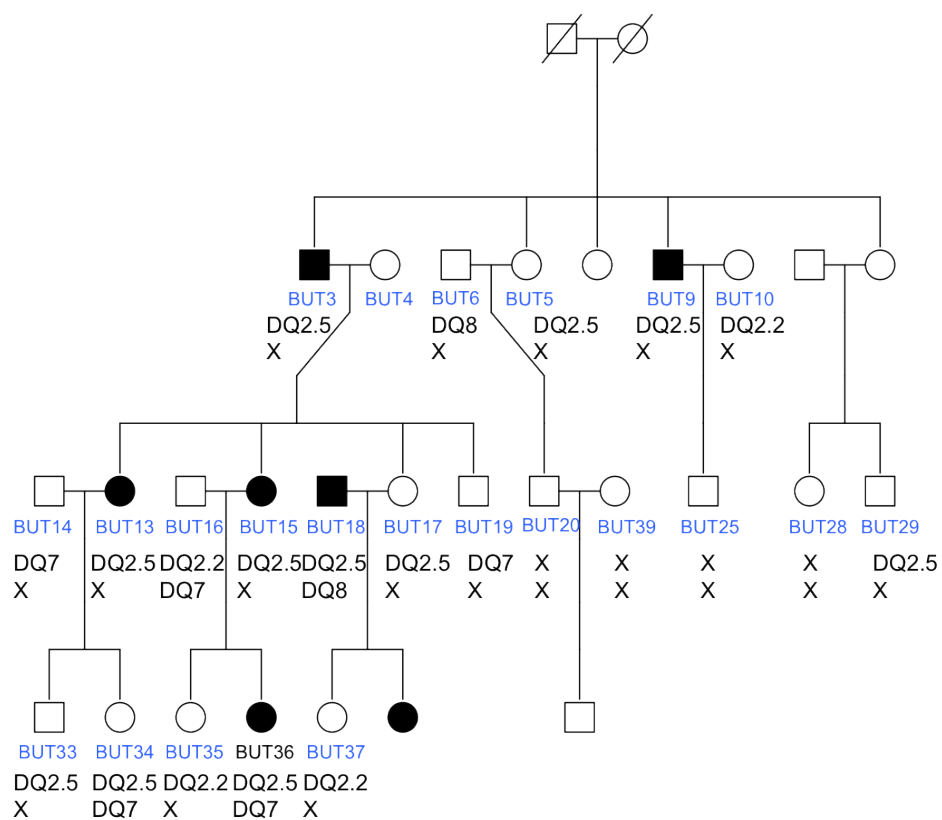 BUT3 BUT4 BUT6 BUT5 BUT9 BUT10
DQ2.5 DQ8 DQ2.5 DQ2.5 DQ2.2
X X X X X
BUT14 BUT13 BUT16 BUT15 BUT18 BUT17 BUT19 BUT20 BUT39 BUT25 BUT28 BUT29
DQ7 DQ2.5 DQ2.2 DQ2.5 DQ2.5 DQ2.5 DQ7 X X X X DQ2.5
X X DQ7 X DQ8 X X X X X X X
BUT33 BUT34 BUT35 BUT36 BUT37
DQ2.5 DQ2.5 DQ2.2 DQ2.5 DQ2.2
X DQ7 X DQ7 X